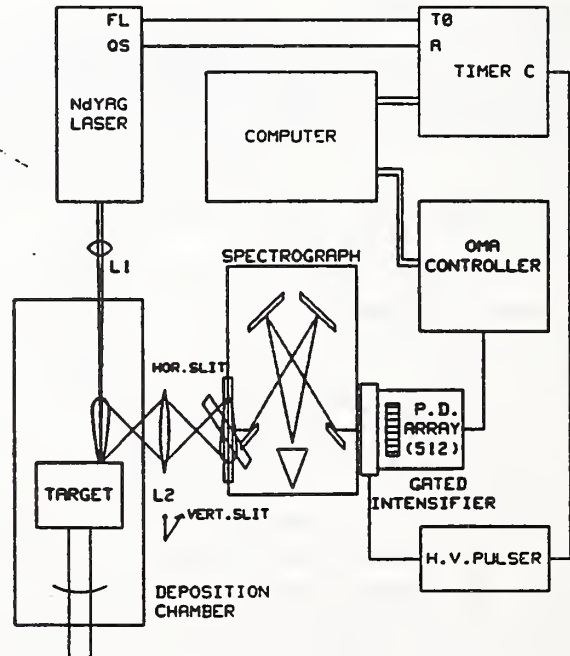 FL
QS
NdYAG
LASER
T0
A
TIMER C
COMPUTER
L1
SPECTROGRAPH
OMA
CONTROLLER
HOR.SLIT
P.D.
ARRAY
(512)
TARGET
L2
VERT.SLIT
GATED
INTENSIFIER
H.V.PULSER
DEPOSITION
CHAMBER